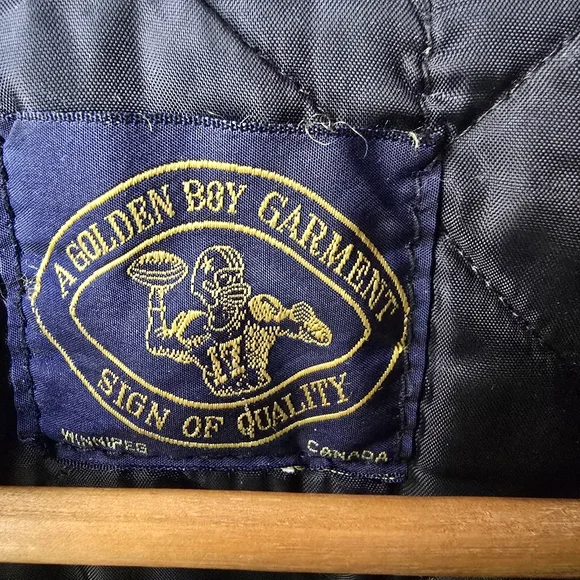 A GOLDEN BOY GARMENT
17
SIGN OF QUALITY
WINNIPEG CANADA